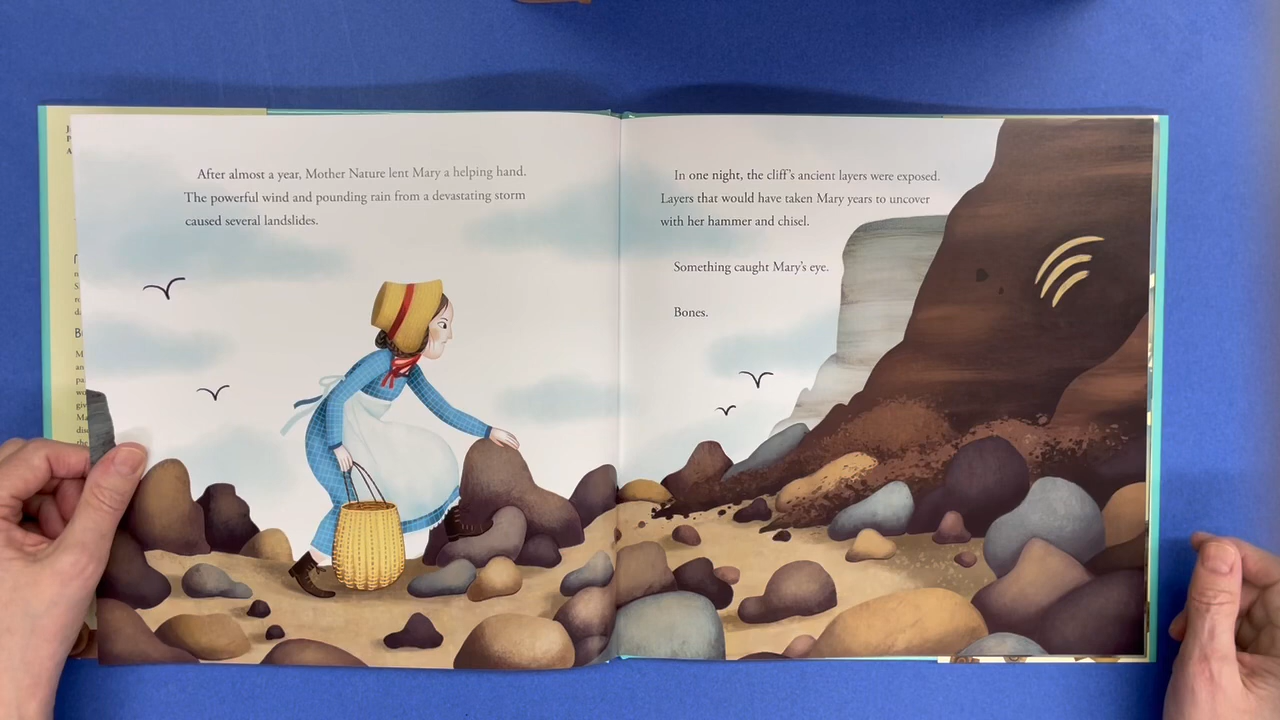 After almost a year, Mother Nature lent Mary a helping hand.
The powerful wind and pounding rain from a devastating storm
caused several landslides.
In one night, the cliff's ancient layers were exposed.
Layers that would have taken Mary years to uncover
with her hammer and chisel.
Something caught Mary's eye.
Bones.